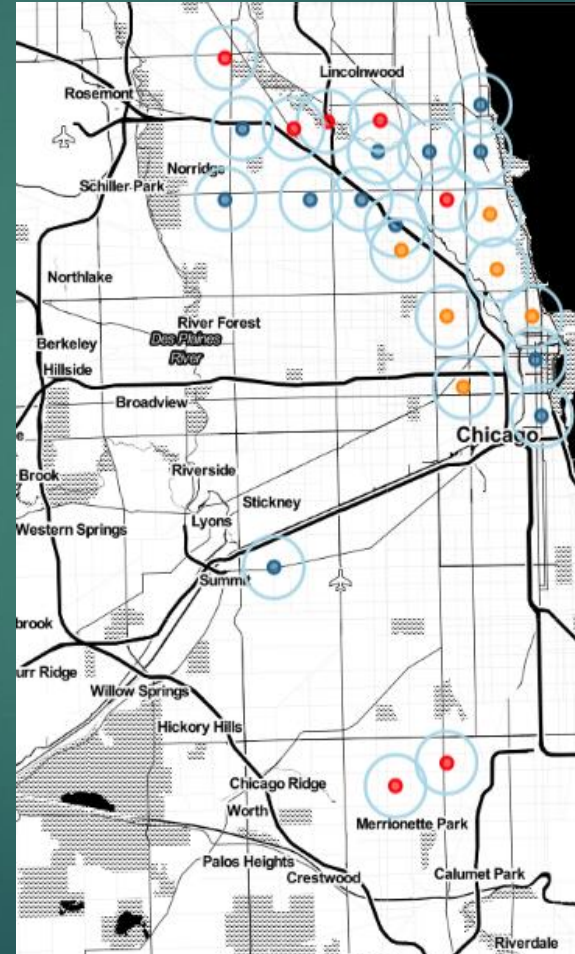 Lincolnwood
Rosemont
Norridge
Schiller Park
Northlake
River Forest
Des Plaines
River
Berkeley
Hillside
Broadview
Chicago
e
Brook
Riverside
Stickney
Lyons
Western Springs
Summit
brook
urr Ridge
Willow Springs
Hickory Hills
Chicago Ridge
Worth
Merrionette Park
Palos Heights
Crestwood
Calumet Park
Riverdale